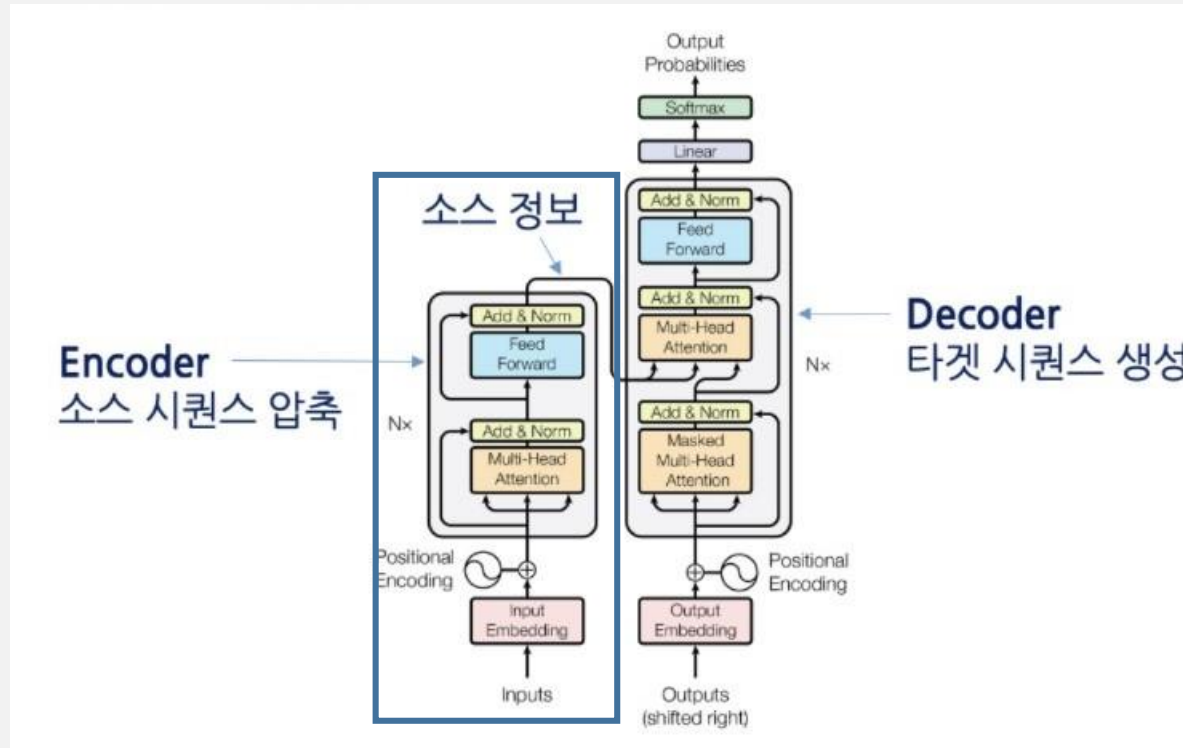 Output
Probabilities
Softmax
Linear
Add & Norm
Feed
Forward
Add & Norm
Multi-Head
Attention
Nx
Add & Norm
Masked
Multi-Head
Attention
Positional
Encoding
Output
Embedding
Outputs
(shifted right)
Decoder
타겟 시퀀스 생성
소스 정보
Add & Norm
Feed
Forward
Add & Norm
Multi-Head
Attention
Nx
Positional
Encoding
Input
Embedding
Inputs
Encoder
소스 시퀀스 압축